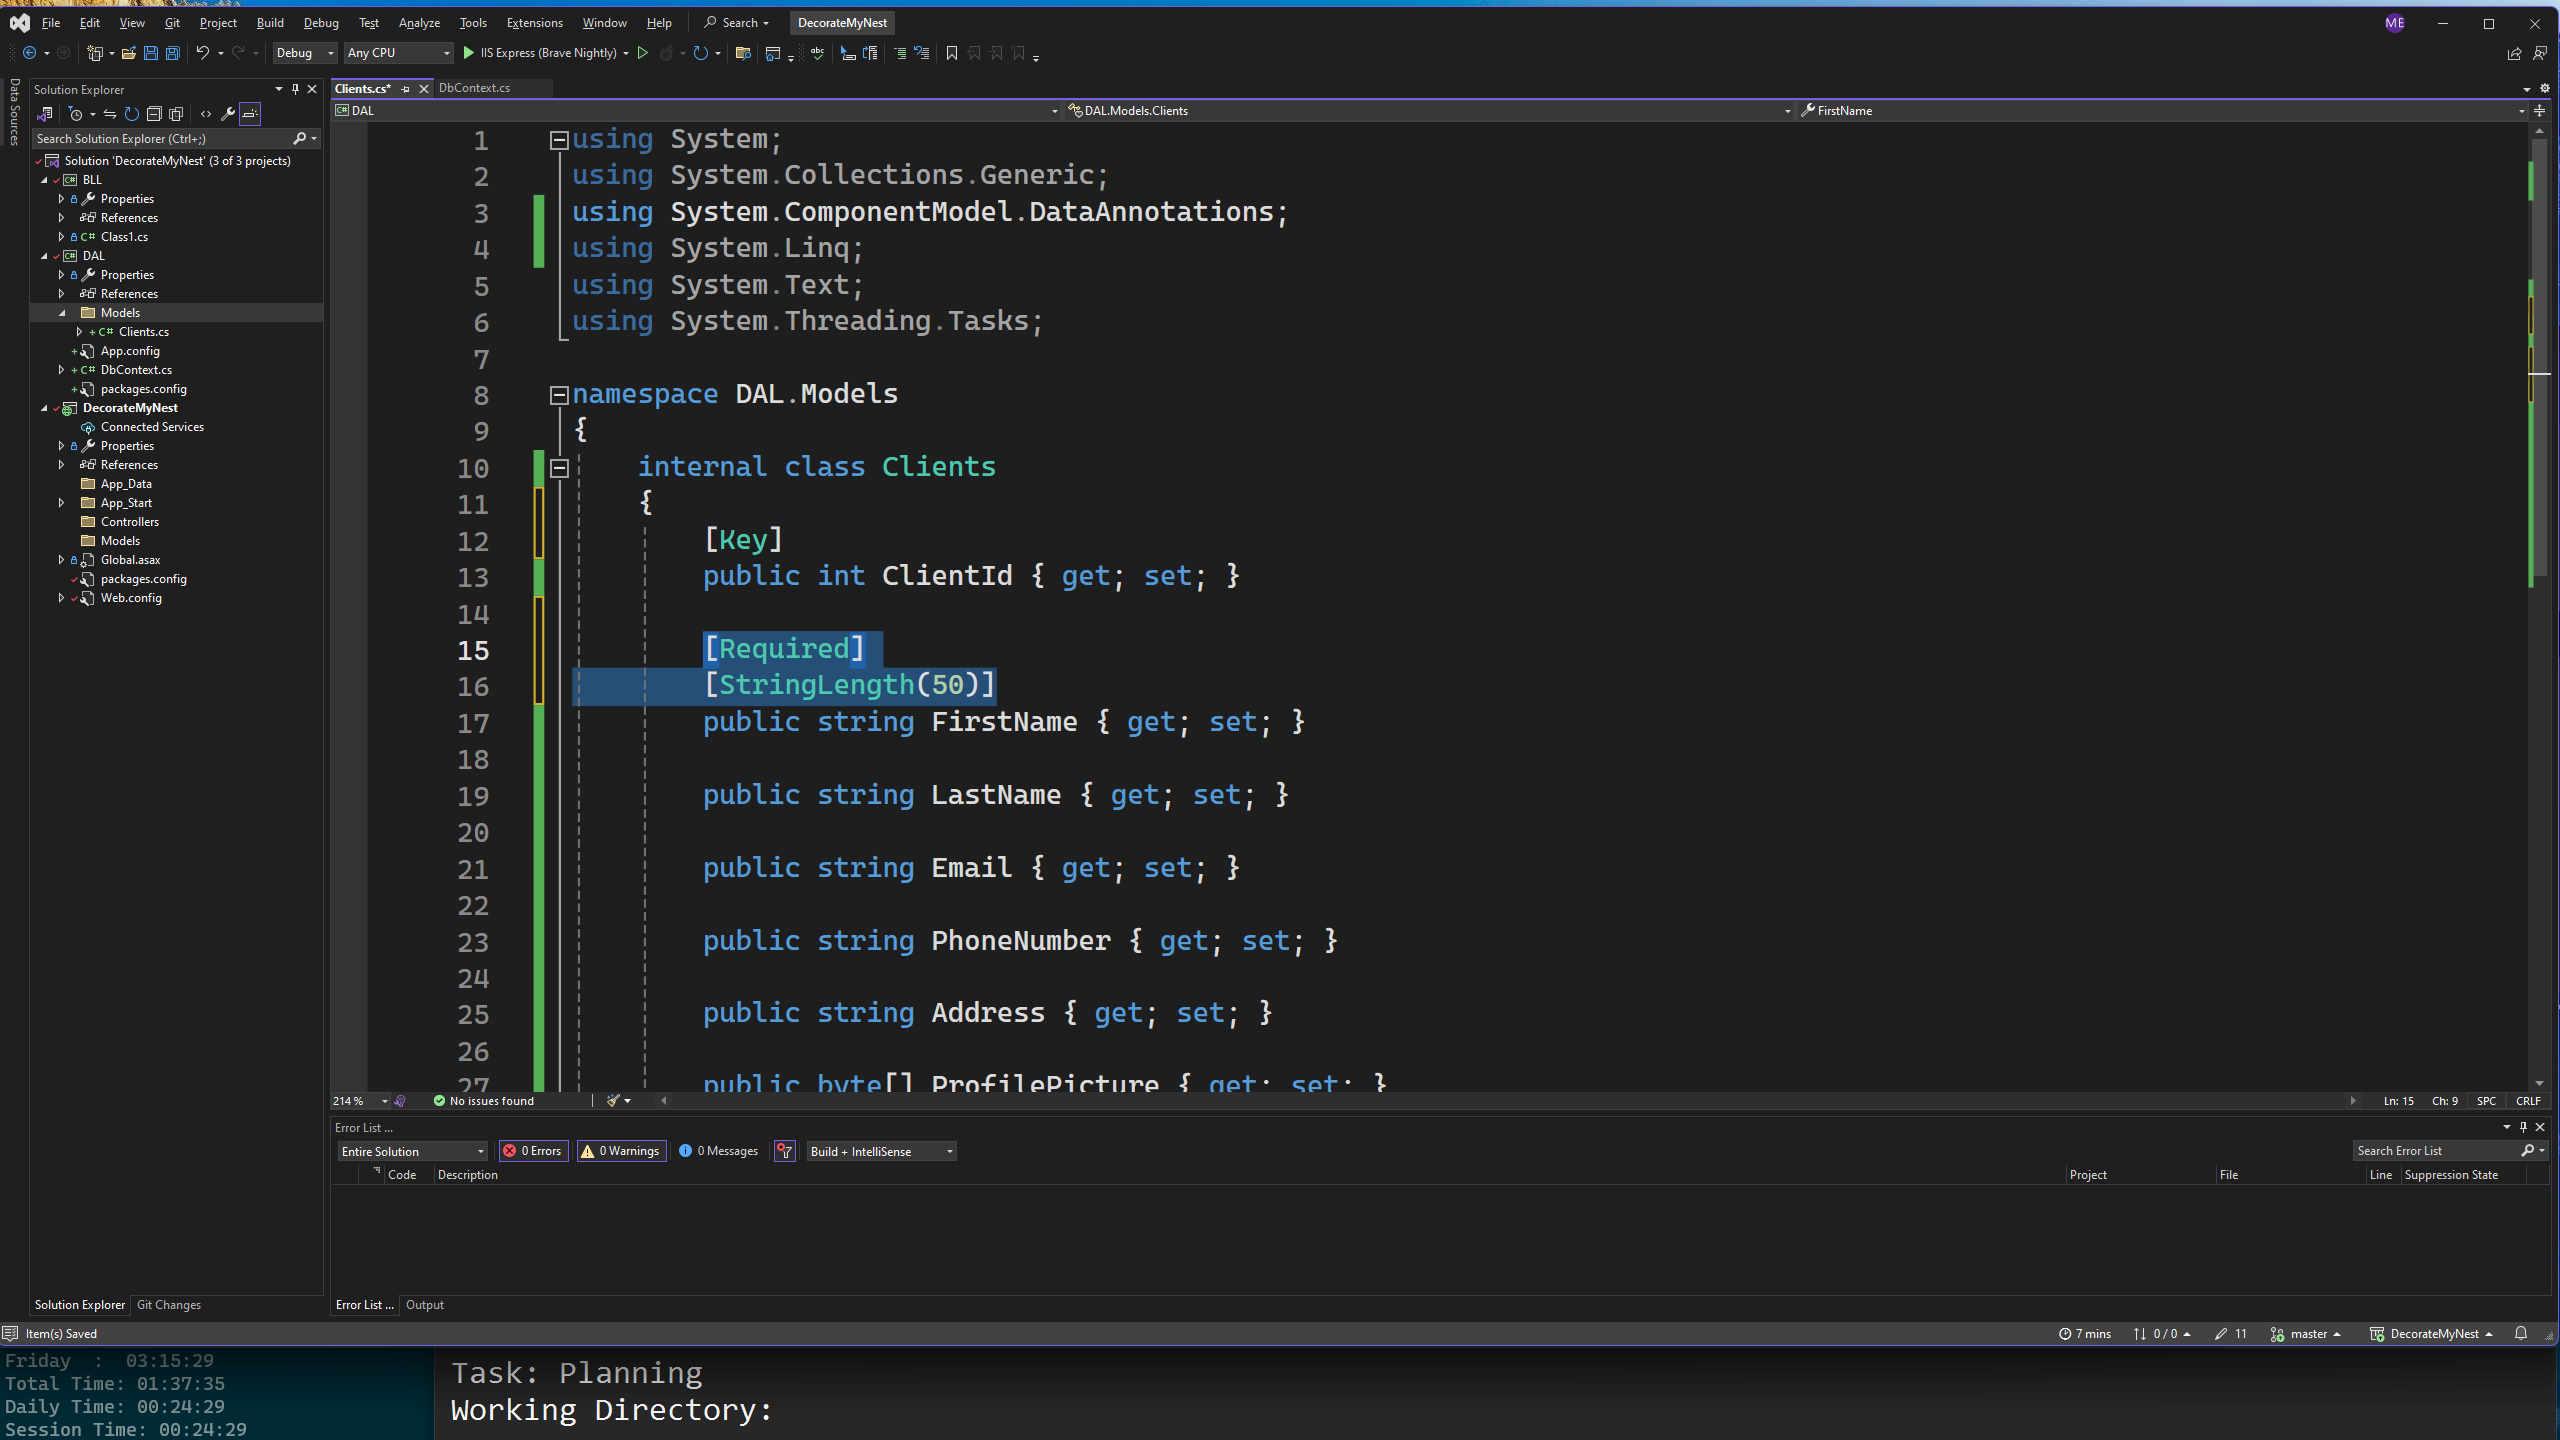 File Edit View Git Project Build Debug Test Analyze Tools Extensions Window Help Search DecorateMyNest ME
Debug Any CPU IIS Express (Brave Nightly)
Data Sources
Solution Explorer
Search Solution Explorer (Ctrl+;)
Solution 'DecorateMyNest' (3 of 3 projects)
BLL
Properties
References
C# Class1.cs
DAL
Properties
References
Models
C# Clients.cs
App.config
C# DbContext.cs
packages.config
DecorateMyNest
Connected Services
Properties
References
App_Data
App_Start
Controllers
Models
Global.asax
packages.config
Web.config
Solution Explorer Git Changes
Clients.cs* DbContext.cs
DAL DAL.Models.Clients FirstName
1 using System;
2 using System.Collections.Generic;
3 using System.ComponentModel.DataAnnotations;
4 using System.Linq;
5 using System.Text;
6 using System.Threading.Tasks;
7
8 namespace DAL.Models
9 {
10 internal class Clients
11 {
12 [Key]
13 public int ClientId { get; set; }
14
15 [Required]
16 [StringLength(50)]
17 public string FirstName { get; set; }
18
19 public string LastName { get; set; }
20
21 public string Email { get; set; }
22
23 public string PhoneNumber { get; set; }
24
25 public string Address { get; set; }
26
27 public byte[] ProfilePicture { get; set; }
214 % No issues found Ln: 15 Ch: 9 SPC CRLF
Error List ...
Entire Solution 0 Errors 0 Warnings 0 Messages Build + IntelliSense Search Error List
Code Description Project File Line Suppression State
Error List ... Output
Item(s) Saved 7 mins 0 / 0 11 master DecorateMyNest
Friday : 03:15:29
Total Time: 01:37:35
Daily Time: 00:24:29
Session Time: 00:24:29
Task: Planning
Working Directory: